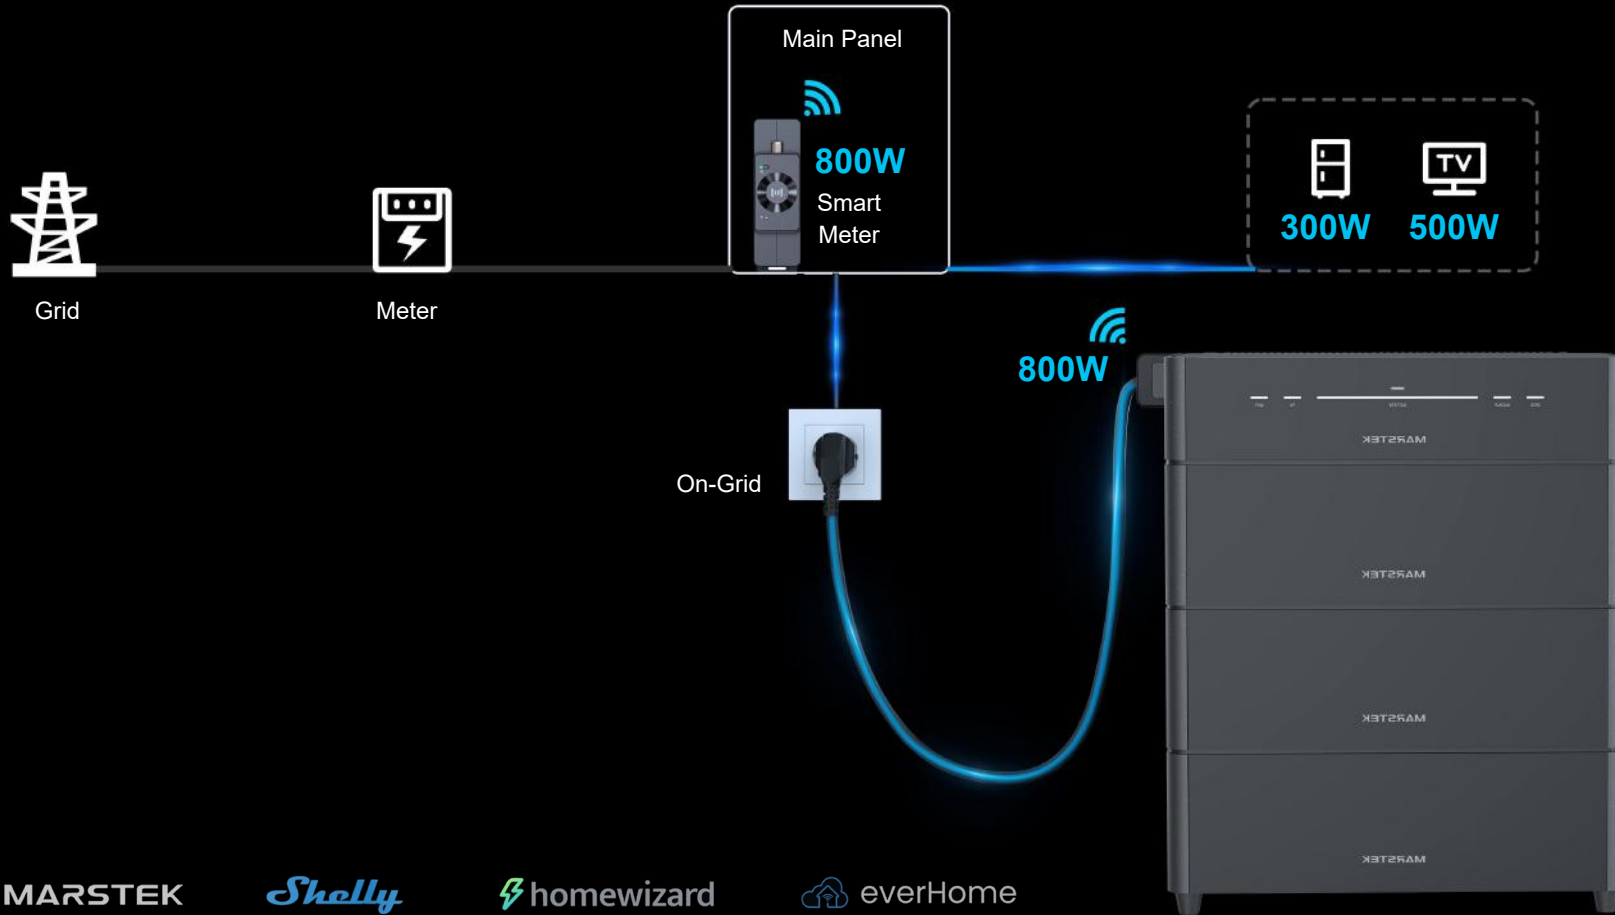 Main Panel
800W
Smart
Meter
TV
300W
500W
Grid
Meter
800W
On-Grid
MARSTEK
MARSTEK
MARSTEK
MARSTEK
MARSTEK
Shelly
homewizard
everHome